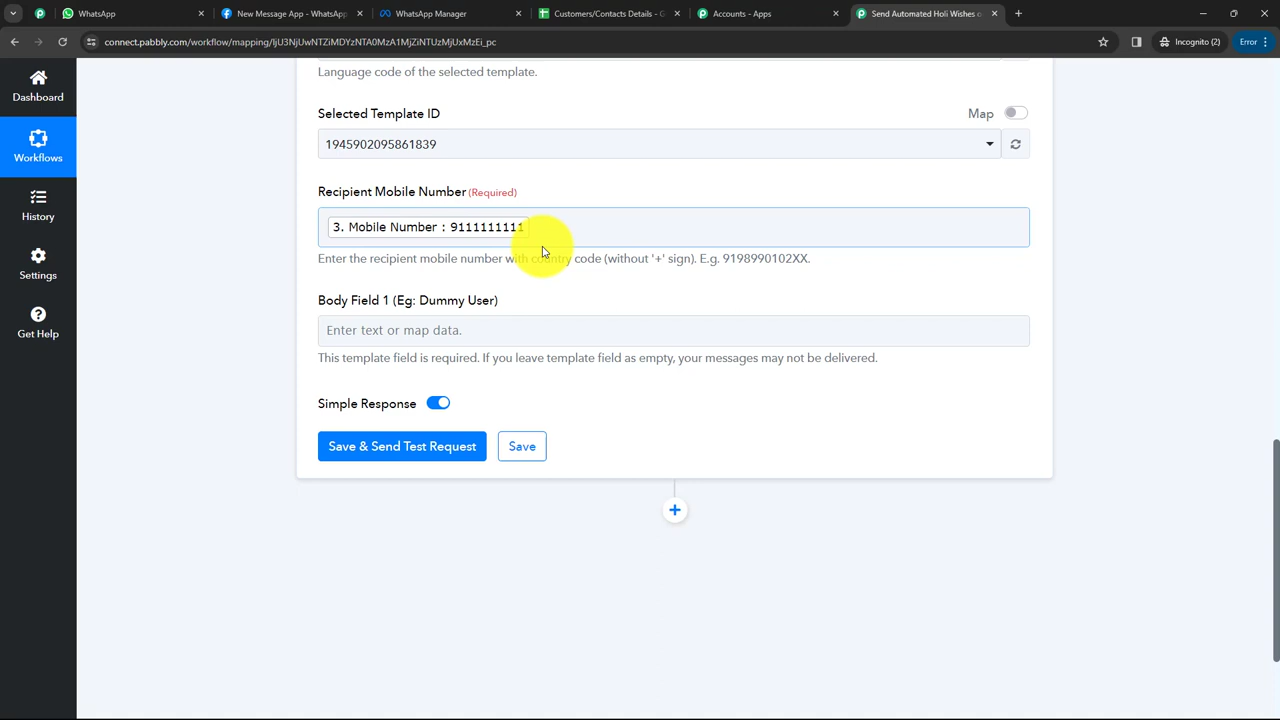 WhatsApp
New Message App - WhatsApp
WhatsApp Manager
Customers/Contacts Details - G
Accounts - Apps
Send Automated Holi Wishes o
connect.pabbly.com/workflow/mapping/IjU3NjUwNTZiMDYzNTA0MzA1MjZiNTUzMjUxMzEi_pc
Incognito (2)
Error
Dashboard
Workflows
History
Settings
Get Help
Language code of the selected template.
Selected Template ID
Map
1945902095861839
Recipient Mobile Number (Required)
3. Mobile Number : 9111111111
Enter the recipient mobile number with country code (without '+' sign). E.g. 9198990102XX.
Body Field 1 (Eg: Dummy User)
Enter text or map data.
This template field is required. If you leave template field as empty, your messages may not be delivered.
Simple Response
Save & Send Test Request
Save